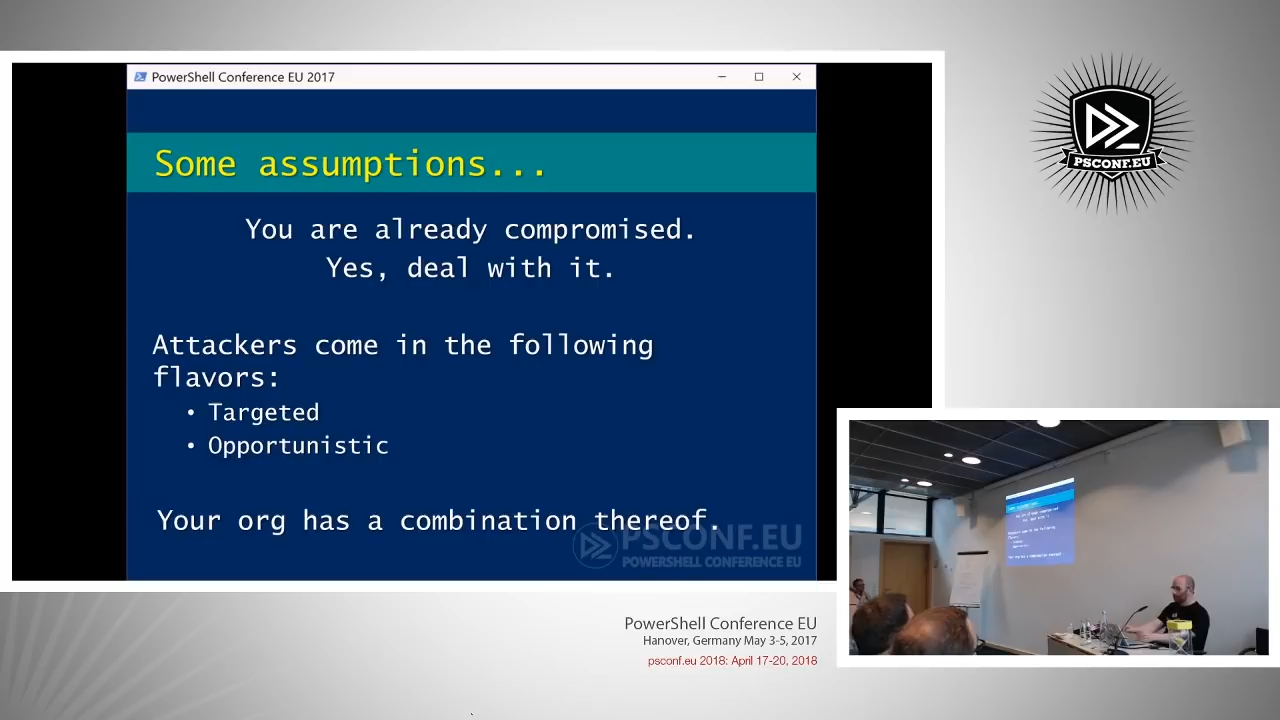 PowerShell Conference EU 2017
Some assumptions...
You are already compromised.
Yes, deal with it.
Attackers come in the following
flavors:
• Targeted
• Opportunistic
Your org has a combination thereof.
PSCONF.EU
POWERSHELL CONFERENCE EU
PSCONF.EU
PowerShell Conference EU
Hanover, Germany May 3-5, 2017
psconf.eu 2018: April 17-20, 2018